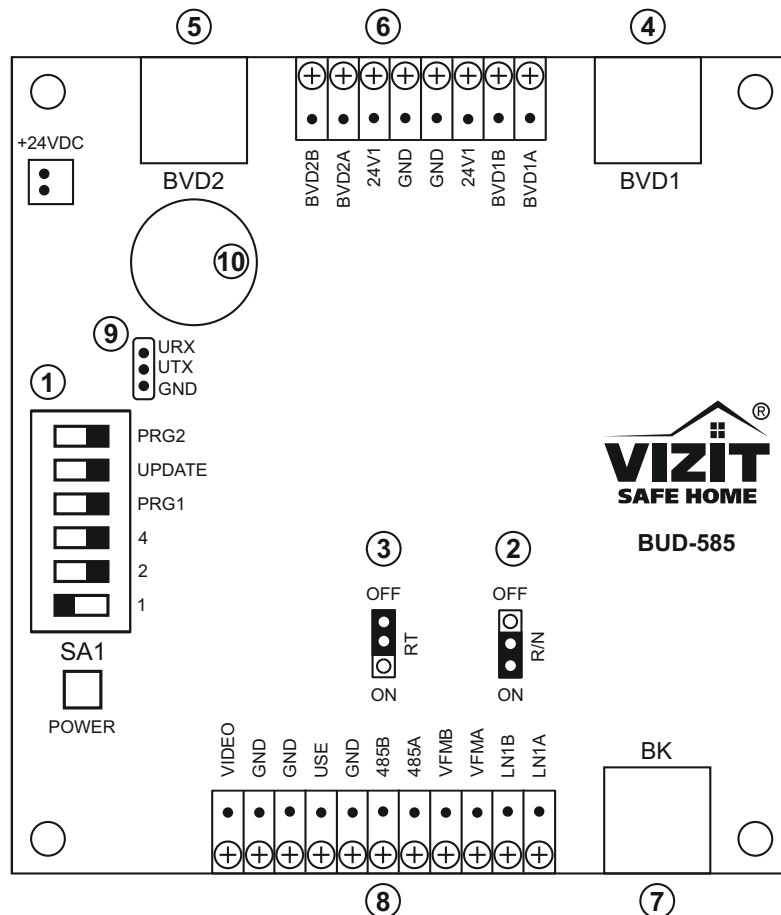 5
6
4
+24VDC
BVD2
BVD2B
BVD2A
24V1
GND
GND
24V1
BVD1B
BVD1A
BVD1
10
9
URX
UTX
GND
1
PRG2
UPDATE
PRG1
4
2
1
SA1
POWER
®
VIZIT
SAFE HOME
BUD-585
3
2
OFF
RT
ON
OFF
R/N
ON
VIDEO
GND
GND
USE
GND
485B
485A
VFMB
VFMA
LN1B
LN1A
BK
8
7